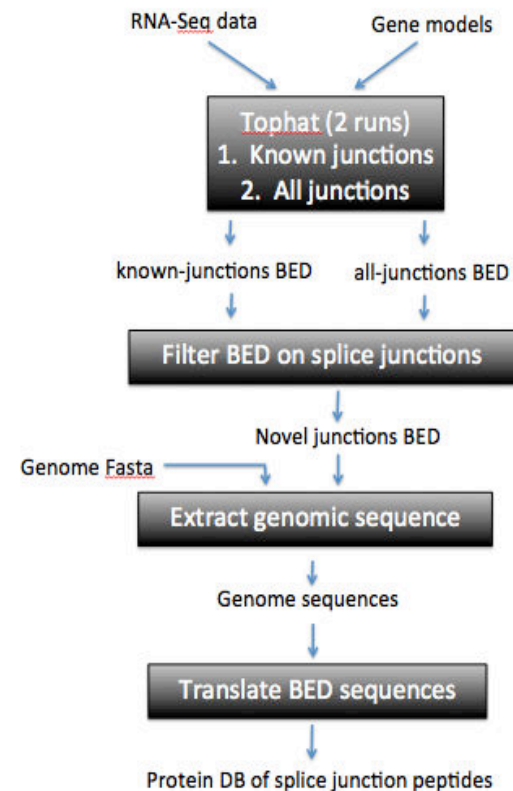 RNA-Seq data
Gene models
Tophat (2 runs)
1. Known junctions
2. All junctions
known-junctions BED
all-junctions BED
Filter BED on splice junctions
Novel junctions BED
Genome Fasta
Extract genomic sequence
Genome sequences
Translate BED sequences
Protein DB of splice junction peptides